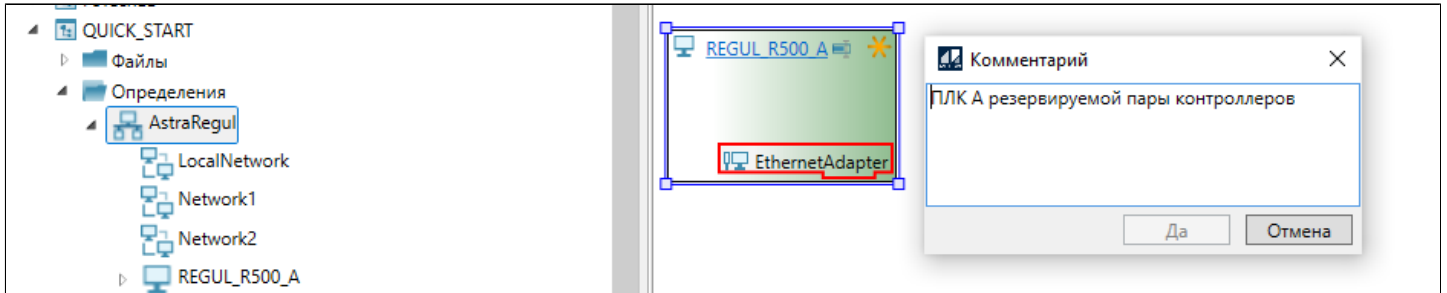 QUICK_START
Файлы
Определения
AstraRegul
LocalNetwork
Network1
Network2
REGUL_R500_A
REGUL_R500_A
EthernetAdapter
Комментарий
ПЛК А резервируемой пары контроллеров
Да
Отмена